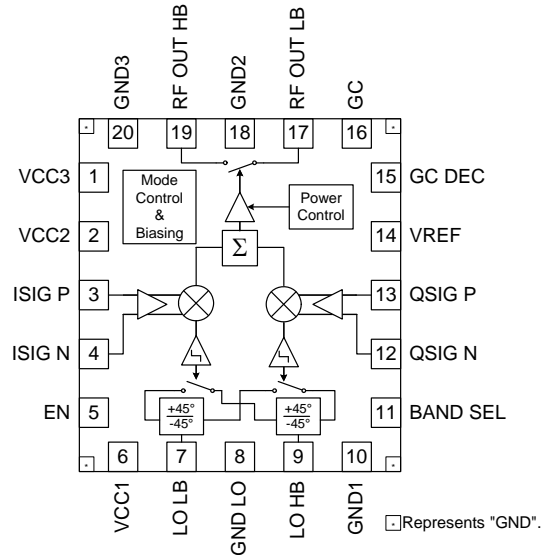 GND3
RF OUT HB
GND2
RF OUT LB
GC
20
19
18
17
16
VCC3
1
15
GC DEC
Mode
Control
&
Biasing
Power
Control
VCC2
2
14
VREF
Σ
ISIG P
3
13
QSIG P
ISIG N
4
12
QSIG N
EN
5
11
BAND SEL
+45°
-45°
+45°
-45°
6
7
8
9
10
VCC1
LO LB
GND LO
LO HB
GND1
Represents "GND".